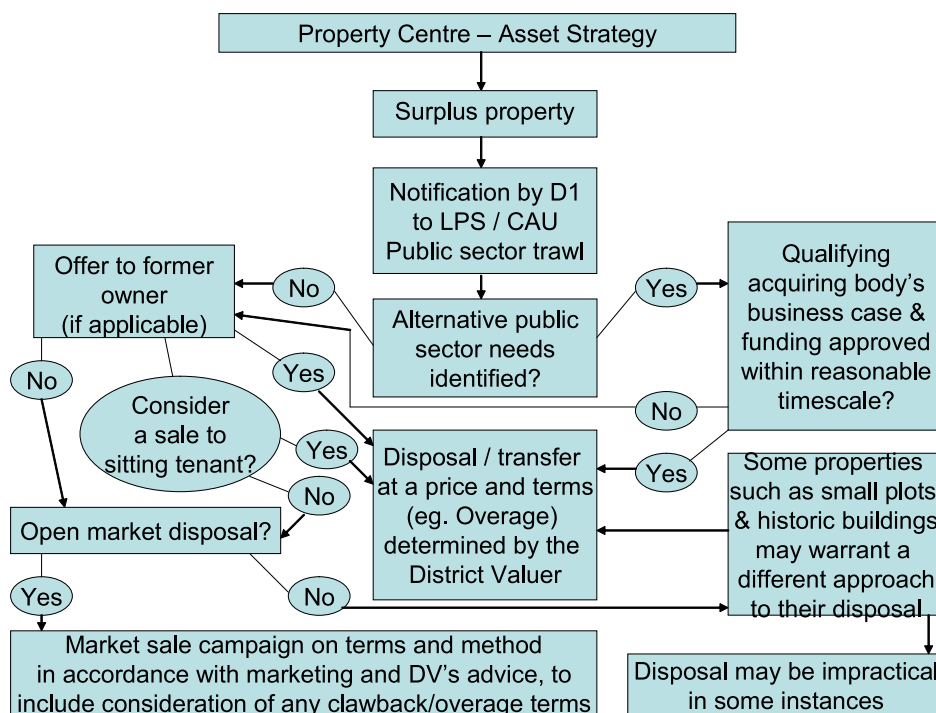 Property Centre – Asset Strategy
Surplus property
Notification by D1
to LPS / CAU
Public sector trawl
Offer to former
owner
(if applicable)
No
Alternative public
sector needs
identified?
Yes
Qualifying
acquiring body's
business case &
funding approved
within reasonable
timescale?
No
Yes
No
Consider
a sale to
sitting tenant?
Yes
No
Disposal / transfer
at a price and terms
(eg. Overage)
determined by the
District Valuer
Yes
Some properties
such as small plots
& historic buildings
may warrant a
different approach
to their disposal
Open market disposal?
Yes
No
Market sale campaign on terms and method
in accordance with marketing and DV's advice, to
include consideration of any clawback/overage terms
Disposal may be impractical
in some instances